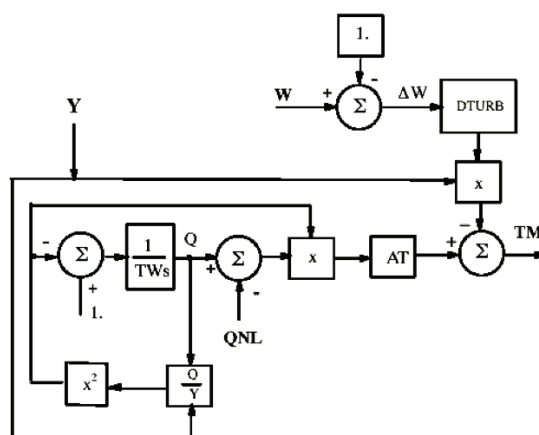 1.
-
W + Σ ΔW DTURB
Y
x
- Σ 1 TWs Q + Σ x AT + - Σ TM
+ 1. - QNL
x² Q Y